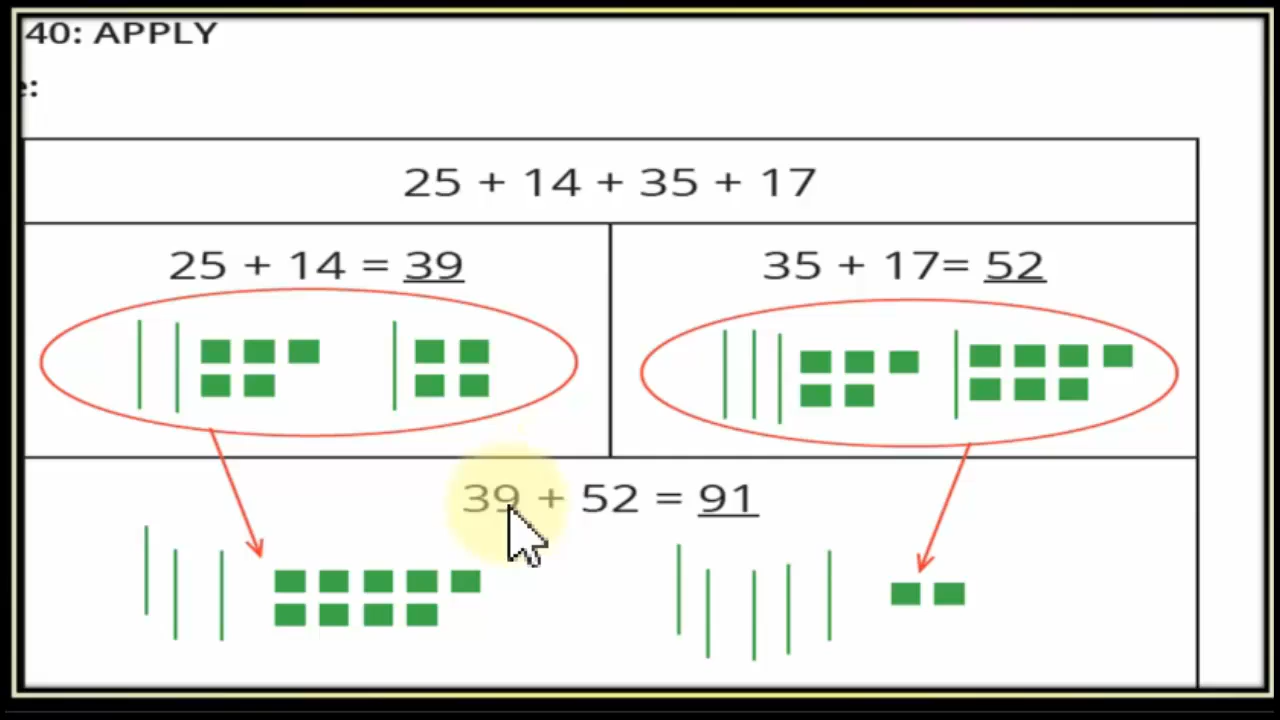 40: APPLY
e:
25 + 14 + 35 + 17
25 + 14 = 39
35 + 17= 52
39 + 52 = 91